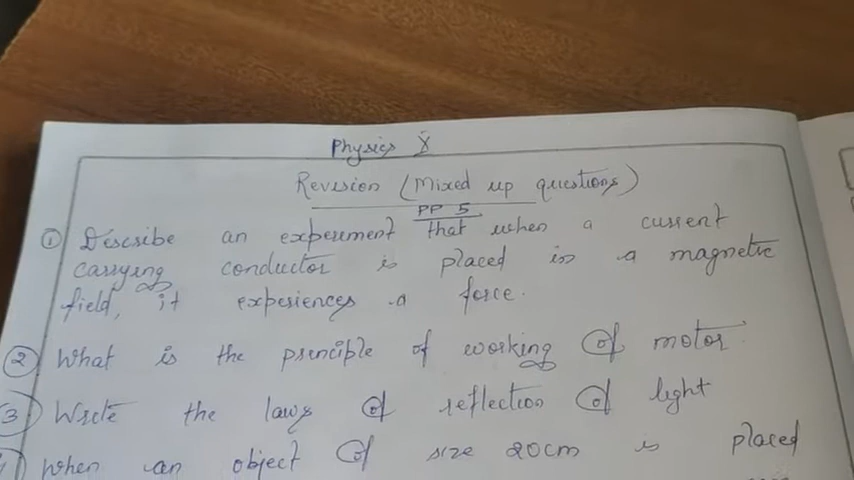 Physics X
Revision (Mixed up questions)
PP 5
① Describe an experiment that when a current
carrying conductor is placed in a magnetic
field, it experiences a force.
② What is the principle of working of motor
③ Write the laws of reflection of light
When an object of size 20cm is placed